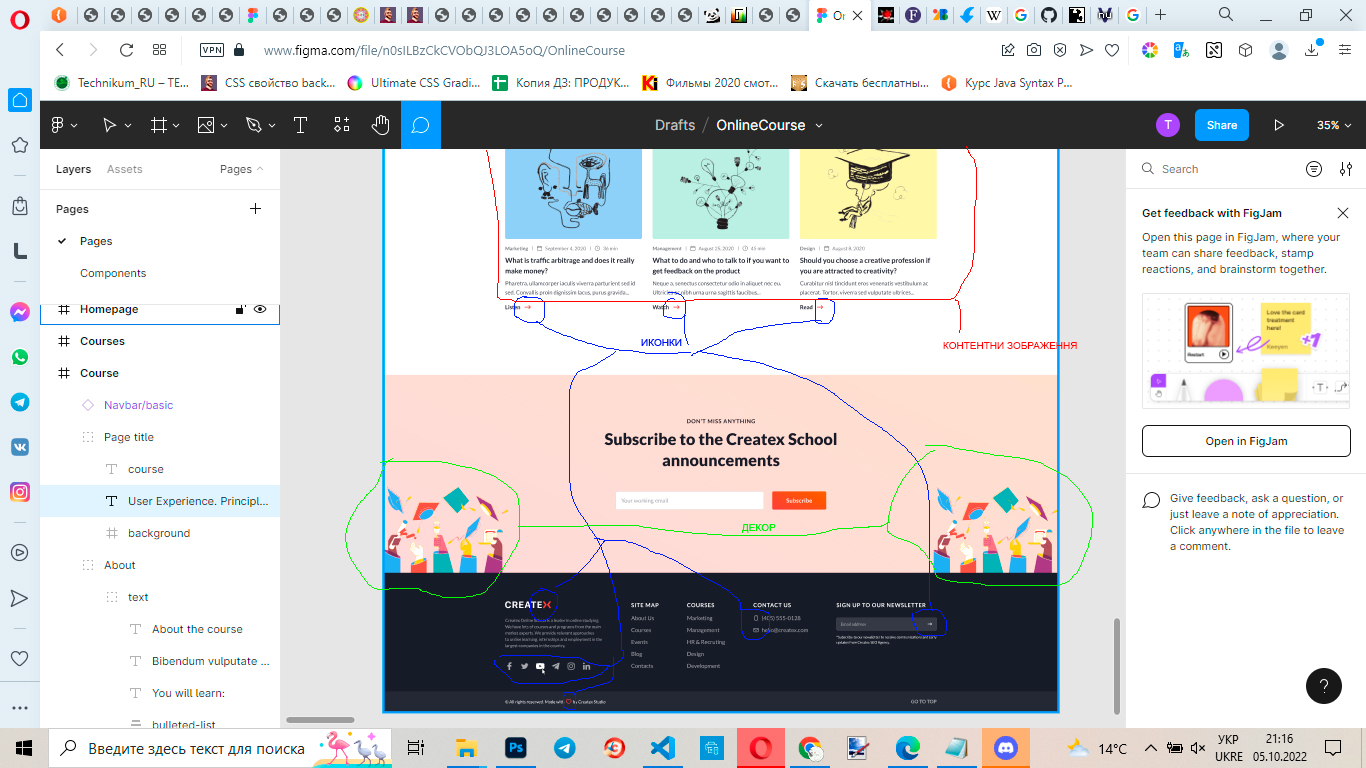 On
VPN
www.figma.com/file/n0sILBzCkCVObQJ3LOA5oQ/OnlineCourse
Technikum_RU – TE...
CSS свойство back...
Ultimate CSS Gradi...
Копия ДЗ: ПРОДУК...
Фильмы 2020 смот...
Скачать бесплатны...
Курс Java Syntax P...
Drafts / OnlineCourse
T
Share
35%
Layers
Assets
Pages
Search
Pages
Pages
Components
Homepage
Courses
Course
Navbar/basic
Page title
course
User Experience. Principl...
background
About
text
About the course
Bibendum vulputate ...
You will learn:
bulleted-list
Marketing | September 4, 2020 | 36 min
What is traffic arbitrage and does it really
make money?
Pharetra, ullamcorper iaculis viverra parturient sed id
sed. Convallis proin dignissim lacus, purus gravida...
Listen
Management | August 25, 2020 | 45 min
What to do and who to talk to if you want to
get feedback on the product
Neque a, senectus consectetur odio in aliquet nec eu.
Ultricies nibh urna urna sagittis faucibus...
Watch
Design | August 8, 2020
Should you choose a creative profession if
you are attracted to creativity?
Curabitur nisl tincidunt eros venenatis vestibulum ac
placerat. Tortor, viverra sed vulputate ultrices...
Read
ИКОНКИ
КОНТЕНТНИ ЗОБРАЖЕННЯ
DON'T MISS ANYTHING
Subscribe to the Createx School
announcements
Your working email
Subscribe
ДЕКОР
CREATEX
Createx Online School is a leader in online studying.
We have lots of courses and programs from the main
market experts. We provide relevant approaches
to online learning, internships and employment in the
largest companies in the country.
SITE MAP
About Us
Courses
Events
Blog
Contacts
COURSES
Marketing
Management
HR & Recruting
Design
Development
CONTACT US
(405) 555-0128
hello@createx.com
SIGN UP TO OUR NEWSLETTER
Email address
*Subscribe to our newsletter to receive communications and early
updates from Createx SEO Agency.
© All rights reserved. Made with by Createx Studio
GO TO TOP
Get feedback with FigJam
Open this page in FigJam, where your
team can share feedback, stamp
reactions, and brainstorm together.
Love the card
treatment
here!
Keeyen
+1
Restart
T
Open in FigJam
Give feedback, ask a question, or
just leave a note of appreciation.
Click anywhere in the file to leave
a comment.
?
Введите здесь текст для поиска
14°C
УКР
UKRE
21:16
05.10.2022